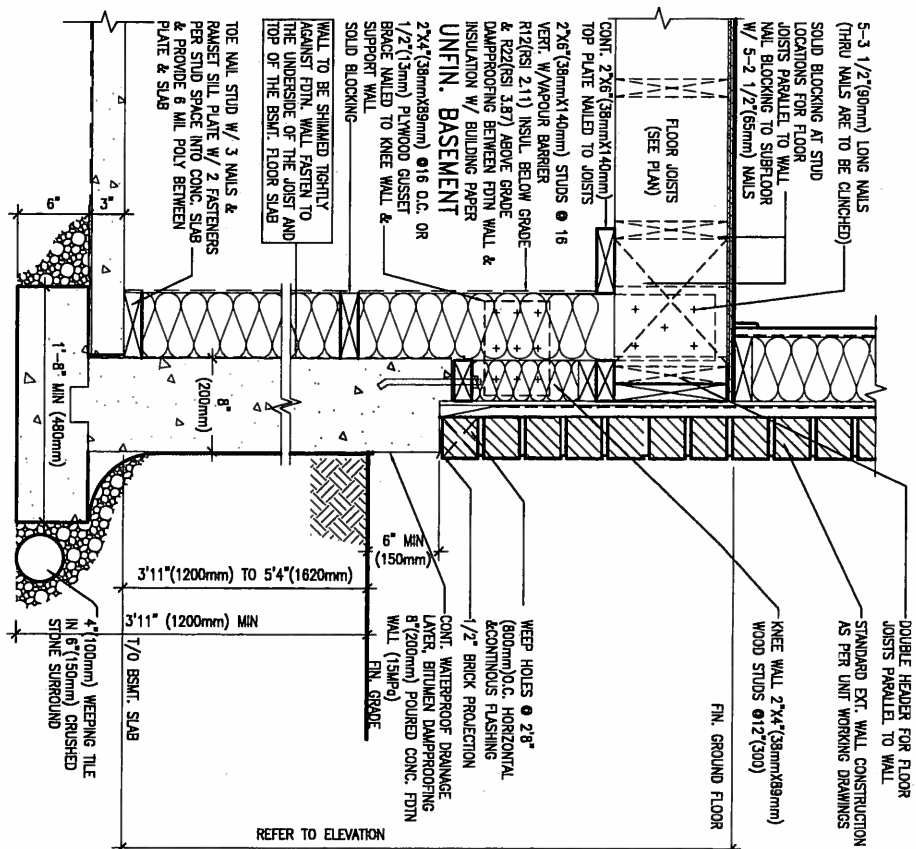 5-3 1/2"(90mm) LONG NAILS
(THRU NAILS ARE TO BE CLINCHED)
SOLID BLOCKING AT STUD
LOCATIONS FOR FLOOR
JOISTS PARALLEL TO WALL
NAIL BLOCKING TO SUBFLOOR
W/ 5-2 1/2"(65mm) NAILS
FLOOR JOISTS
(SEE PLAN)
CONT. 2"X6"(38mmX140mm)
TOP PLATE NAILED TO JOISTS
2"X6"(38mmX140mm) STUDS @ 16
VERT. W/VAPOUR BARRIER
R12(RSI 2.11) INSUL BELOW GRADE
& R22(RSI 3.87) ABOVE GRADE
DAMPROOFING BETWEEN FDTN WALL &
INSULATION W/ BUILDING PAPER
UNFIN. BASEMENT
2"X4"(38mmX89mm) @16 O.C. OR
1/2"(13mm) PLYWOOD GUSSET
BRACE NAILED TO KNEE WALL &
SUPPORT WALL
SOLID BLOCKING
WALL TO BE SHIMMED TIGHTLY
AGAINST FDTN. WALL FASTEN TO
THE UNDERSIDE OF THE JOIST AND
TOP OF THE BSMT. FLOOR SLAB
TOE NAIL STUD W/ 3 NAILS &
RAMSET SILL PLATE W/ 2 FASTENERS
PER STUD SPACE INTO CONC. SLAB
& PROVIDE 6 MIL POLY BETWEEN
PLATE & SLAB
6"
3"
1'-8" MIN (480mm)
8"
(200mm)
DOUBLE HEADER FOR FLOOR
JOISTS PARALLEL TO WALL
STANDARD EXT. WALL CONSTRUCTION
AS PER UNIT WORKING DRAWINGS
KNEE WALL 2"X4"(38mmX89mm)
WOOD STUDS @12"(300)
FIN. GROUND FLOOR
WEEP HOLES @ 2'8"
(800mm)O.C. HORIZONTAL
&CONTINOUS FLASHING
1/2" BRICK PROJECTION
CONT. WATERPROOF DRAINAGE
LAYER, BITUMEN DAMPROOFING
8"(200mm) POURED CONC. FDTN
WALL (15MPa)
FIN. GRADE
6" MIN
(150mm)
3'11"(1200mm) TO 5'4"(1620mm)
3'11" (1200mm) MIN
T/O BSMT. SLAB
4"(100mm) WEEPING TILE
IN 6"(150mm) CRUSHED
STONE SURROUND
REFER TO ELEVATION